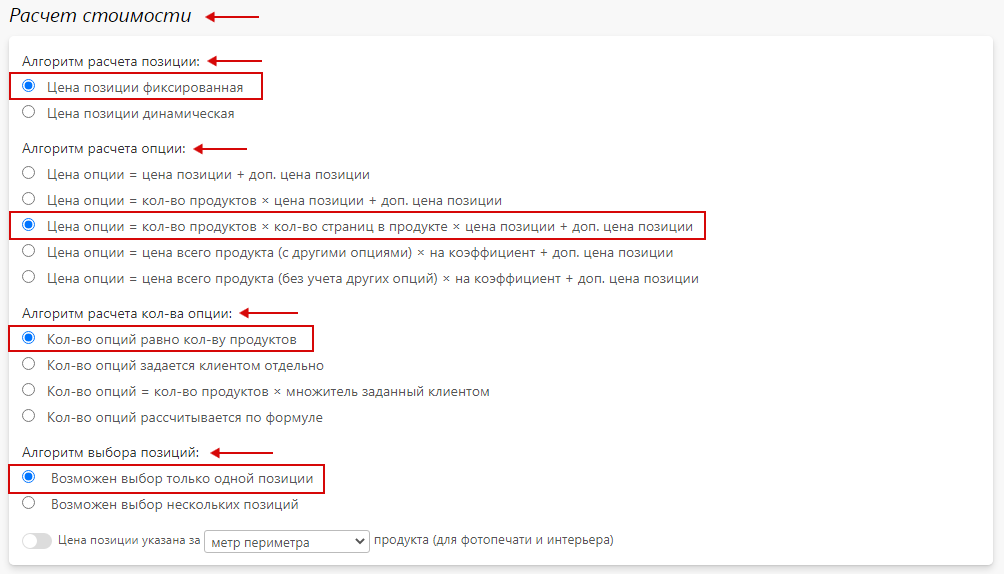 Расчет стоимости
Алгоритм расчета позиции:
Цена позиции фиксированная
Цена позиции динамическая
Алгоритм расчета опции:
Цена опции = цена позиции + доп. цена позиции
Цена опции = кол-во продуктов × цена позиции + доп. цена позиции
Цена опции = кол-во продуктов × кол-во страниц в продукте × цена позиции + доп. цена позиции
Цена опции = цена всего продукта (с другими опциями) × на коэффициент + доп. цена позиции
Цена опции = цена всего продукта (без учета других опций) × на коэффициент + доп. цена позиции
Алгоритм расчета кол-ва опции:
Кол-во опций равно кол-ву продуктов
Кол-во опций задается клиентом отдельно
Кол-во опций = кол-во продуктов × множитель заданный клиентом
Кол-во опций рассчитывается по формуле
Алгоритм выбора позиций:
Возможен выбор только одной позиции
Возможен выбор нескольких позиций
Цена позиции указана за метр периметра продукта (для фотопечати и интерьера)